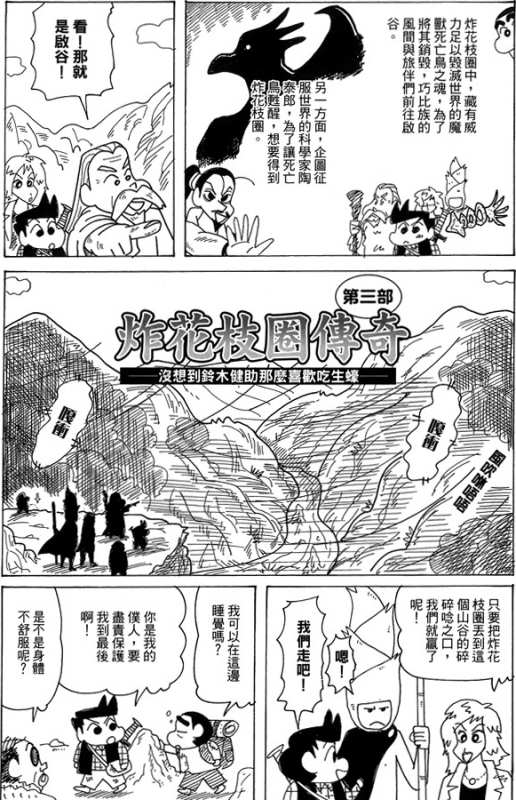 炸花枝圈中，藏有威
力足以毀滅世界的魔
獸死亡鳥之魂，為了
將其銷毀，巧比族的
風間與旅伴們前往啟
谷。
另一方面，企圖征
服世界的科學家陶
泰郎，為了讓死亡
鳥甦醒，想要得到
炸花枝圈。
看！那就
是啟谷！
第三部
炸花枝圈傳奇
沒想到鈴木健助那麼喜歡吃生蠔
嘎衝
嘎衝
只要把炸花
枝圈丟到這
個山谷的碎
碎唸之口，
我們就贏了
呢！
嗯！
我們走吧！
我可以在這邊
睡覺嗎？
你是我的
僕人，要
盡責保護
我到最後
啊！
是不是身體
不舒服呢？